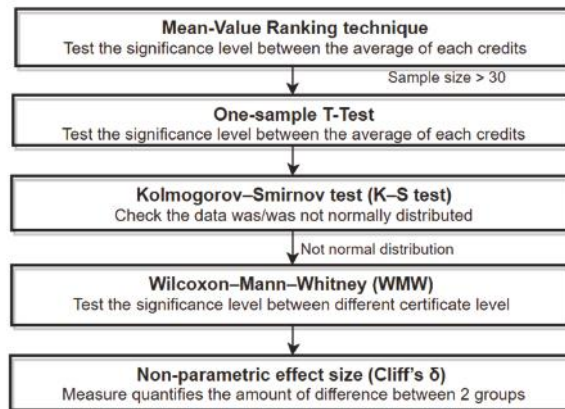 Mean-Value Ranking technique
Test the significance level between the average of each credits
Sample size > 30
One-sample T-Test
Test the significance level between the average of each credits
Kolmogorov–Smirnov test (K–S test)
Check the data was/was not normally distributed
Not normal distribution
Wilcoxon–Mann–Whitney (WMW)
Test the significance level between different certificate level
Non-parametric effect size (Cliff's δ)
Measure quantifies the amount of difference between 2 groups